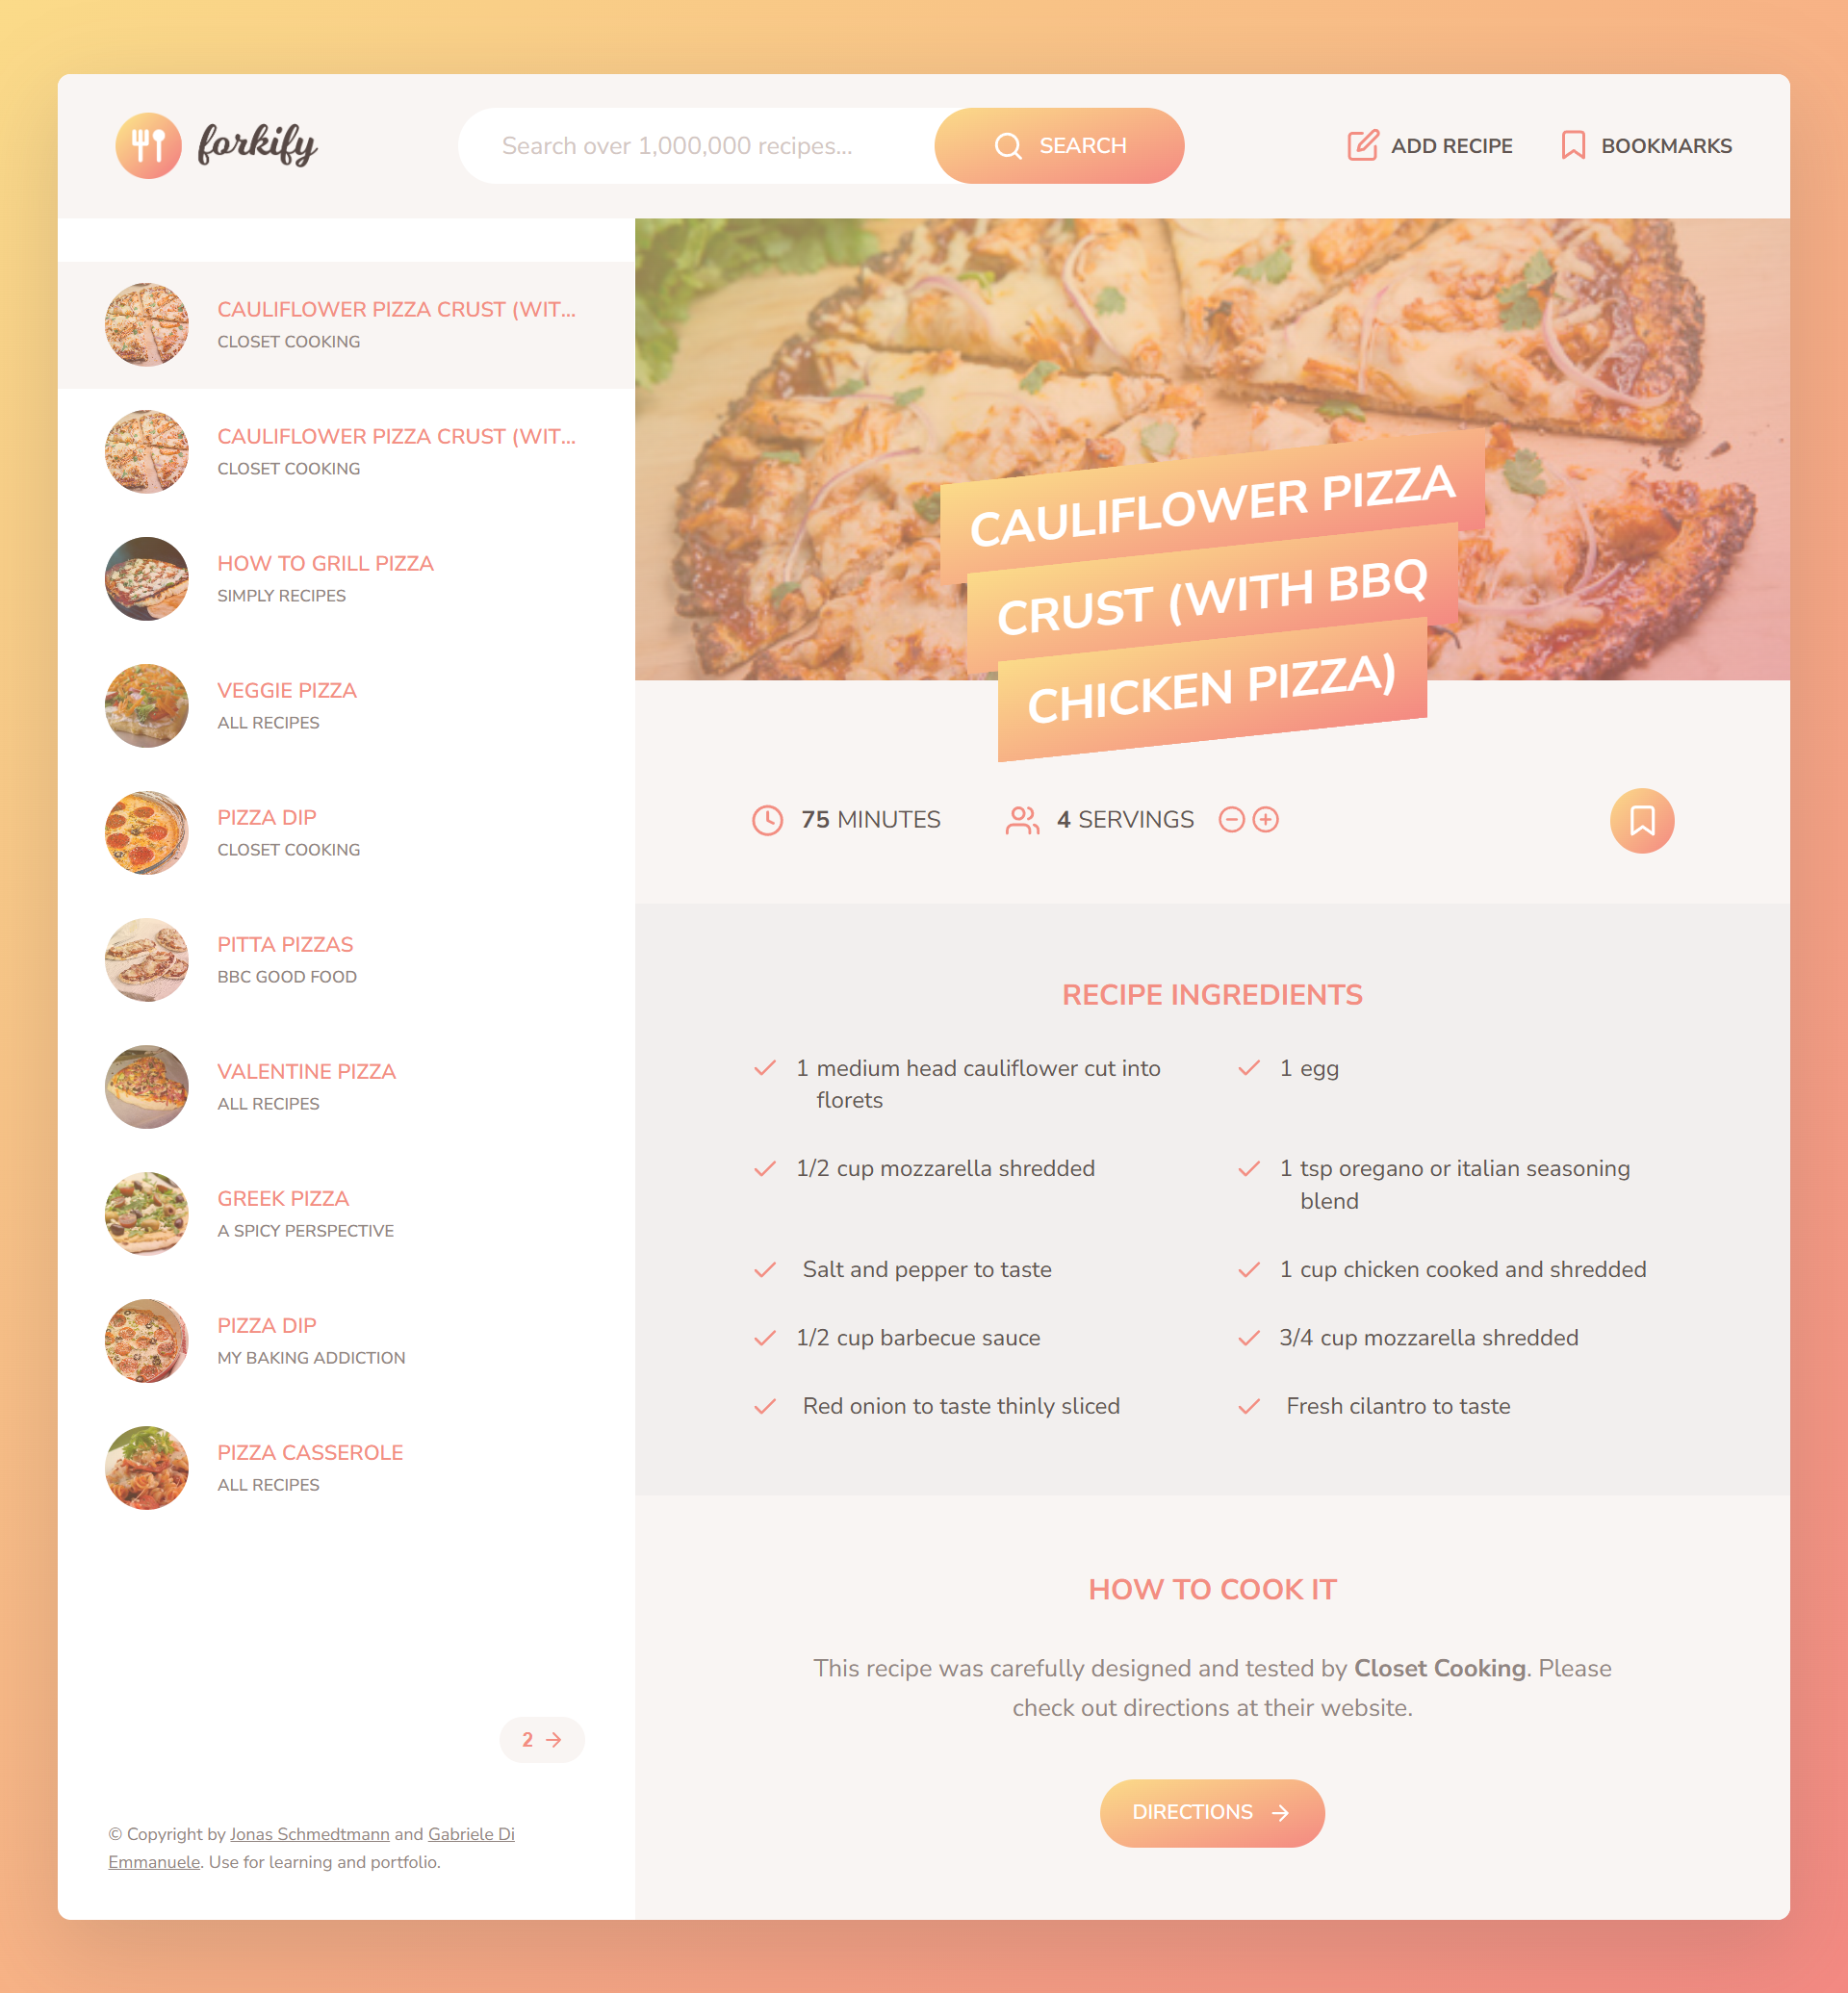 forkify
Search over 1,000,000 recipes...
SEARCH
ADD RECIPE
BOOKMARKS
CAULIFLOWER PIZZA CRUST (WIT...
CLOSET COOKING
CAULIFLOWER PIZZA CRUST (WIT...
CLOSET COOKING
HOW TO GRILL PIZZA
SIMPLY RECIPES
VEGGIE PIZZA
ALL RECIPES
PIZZA DIP
CLOSET COOKING
PITTA PIZZAS
BBC GOOD FOOD
VALENTINE PIZZA
ALL RECIPES
GREEK PIZZA
A SPICY PERSPECTIVE
PIZZA DIP
MY BAKING ADDICTION
PIZZA CASSEROLE
ALL RECIPES
2
© Copyright by Jonas Schmedtmann and Gabriele Di
Emmanuele. Use for learning and portfolio.
CAULIFLOWER PIZZA
CRUST (WITH BBQ
CHICKEN PIZZA)
75 MINUTES
4 SERVINGS
RECIPE INGREDIENTS
1 medium head cauliflower cut into
florets
1 egg
1/2 cup mozzarella shredded
1 tsp oregano or italian seasoning
blend
Salt and pepper to taste
1 cup chicken cooked and shredded
1/2 cup barbecue sauce
3/4 cup mozzarella shredded
Red onion to taste thinly sliced
Fresh cilantro to taste
HOW TO COOK IT
This recipe was carefully designed and tested by Closet Cooking. Please
check out directions at their website.
DIRECTIONS